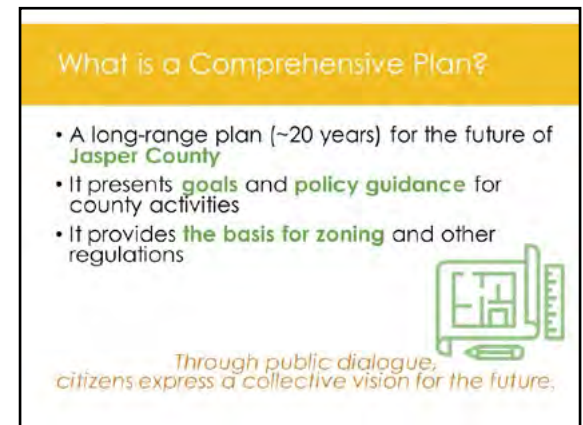 What is a Comprehensive Plan?
• A long-range plan (~20 years) for the future of
Jasper County
• It presents goals and policy guidance for
county activities
• It provides the basis for zoning and other
regulations
Through public dialogue,
citizens express a collective vision for the future.